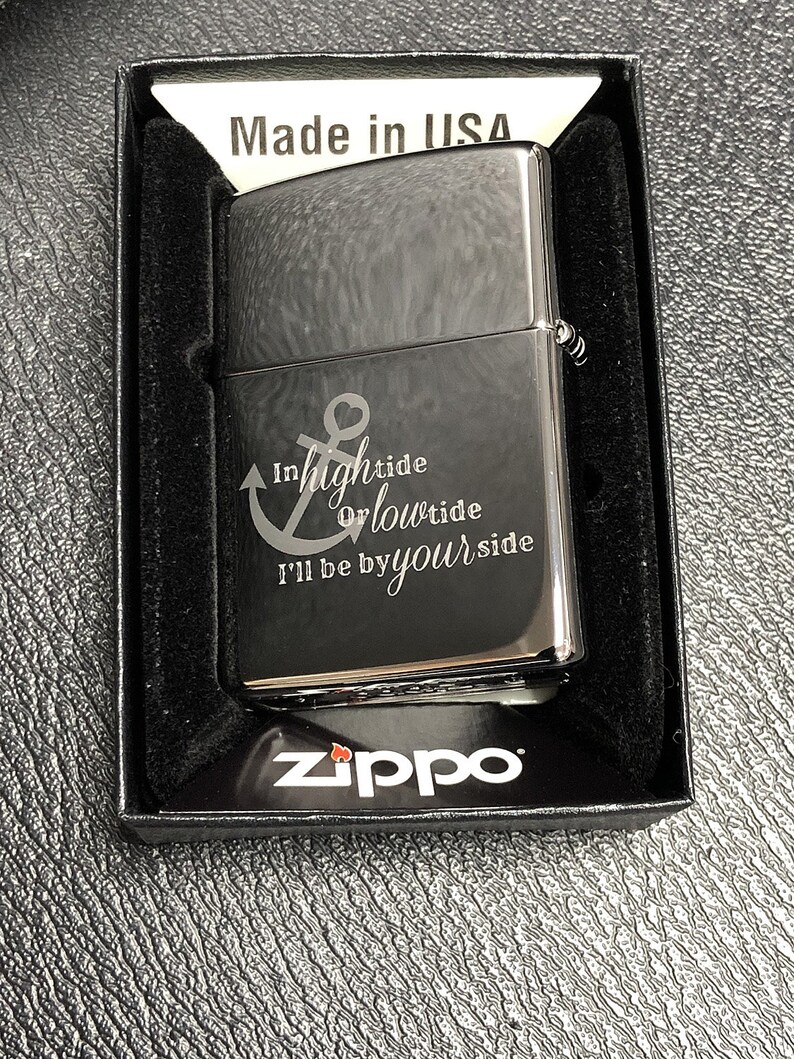 Made in USA
In high tide
Or low tide
I'll be by your side
zippo®